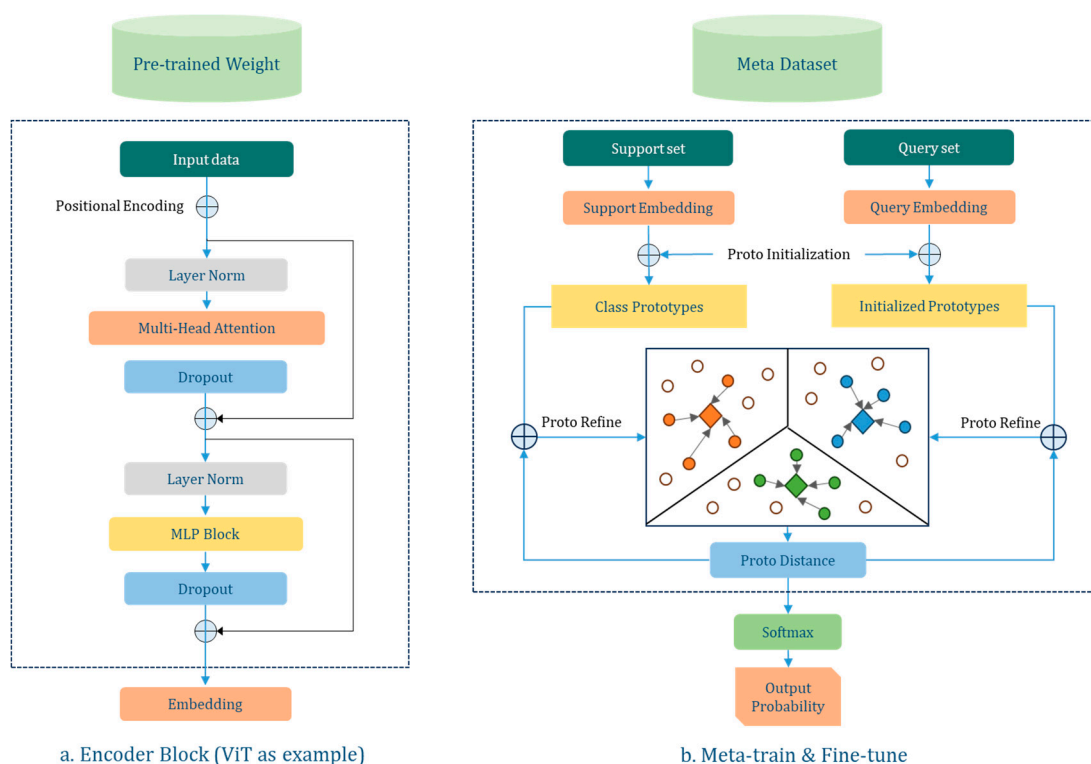 Pre-trained Weight
Input data
Positional Encoding
Layer Norm
Multi-Head Attention
Dropout
Layer Norm
MLP Block
Dropout
Embedding
a. Encoder Block (ViT as example)
Meta Dataset
Support set
Query set
Support Embedding
Query Embedding
Proto Initialization
Class Prototypes
Initialized Prototypes
Proto Refine
Proto Refine
Proto Distance
Softmax
Output
Probability
b. Meta-train & Fine-tune